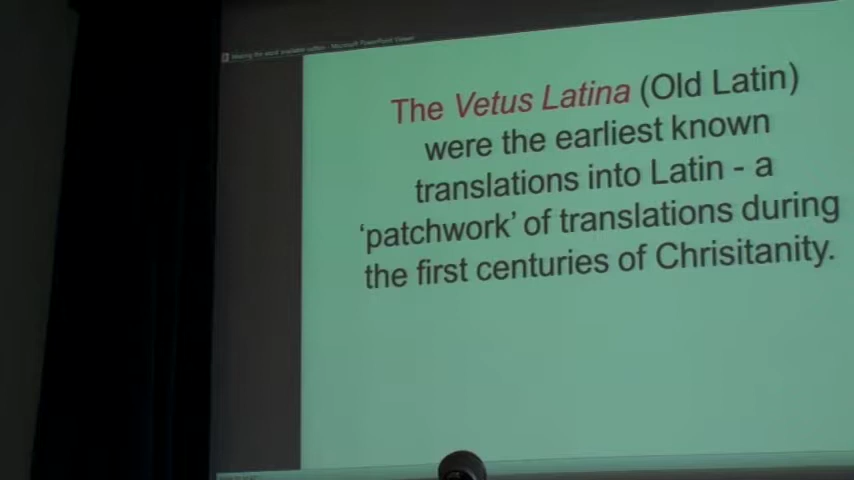 The Vetus Latina (Old Latin)
were the earliest known
translations into Latin - a
‘patchwork’ of translations during
the first centuries of Chrisitanity.